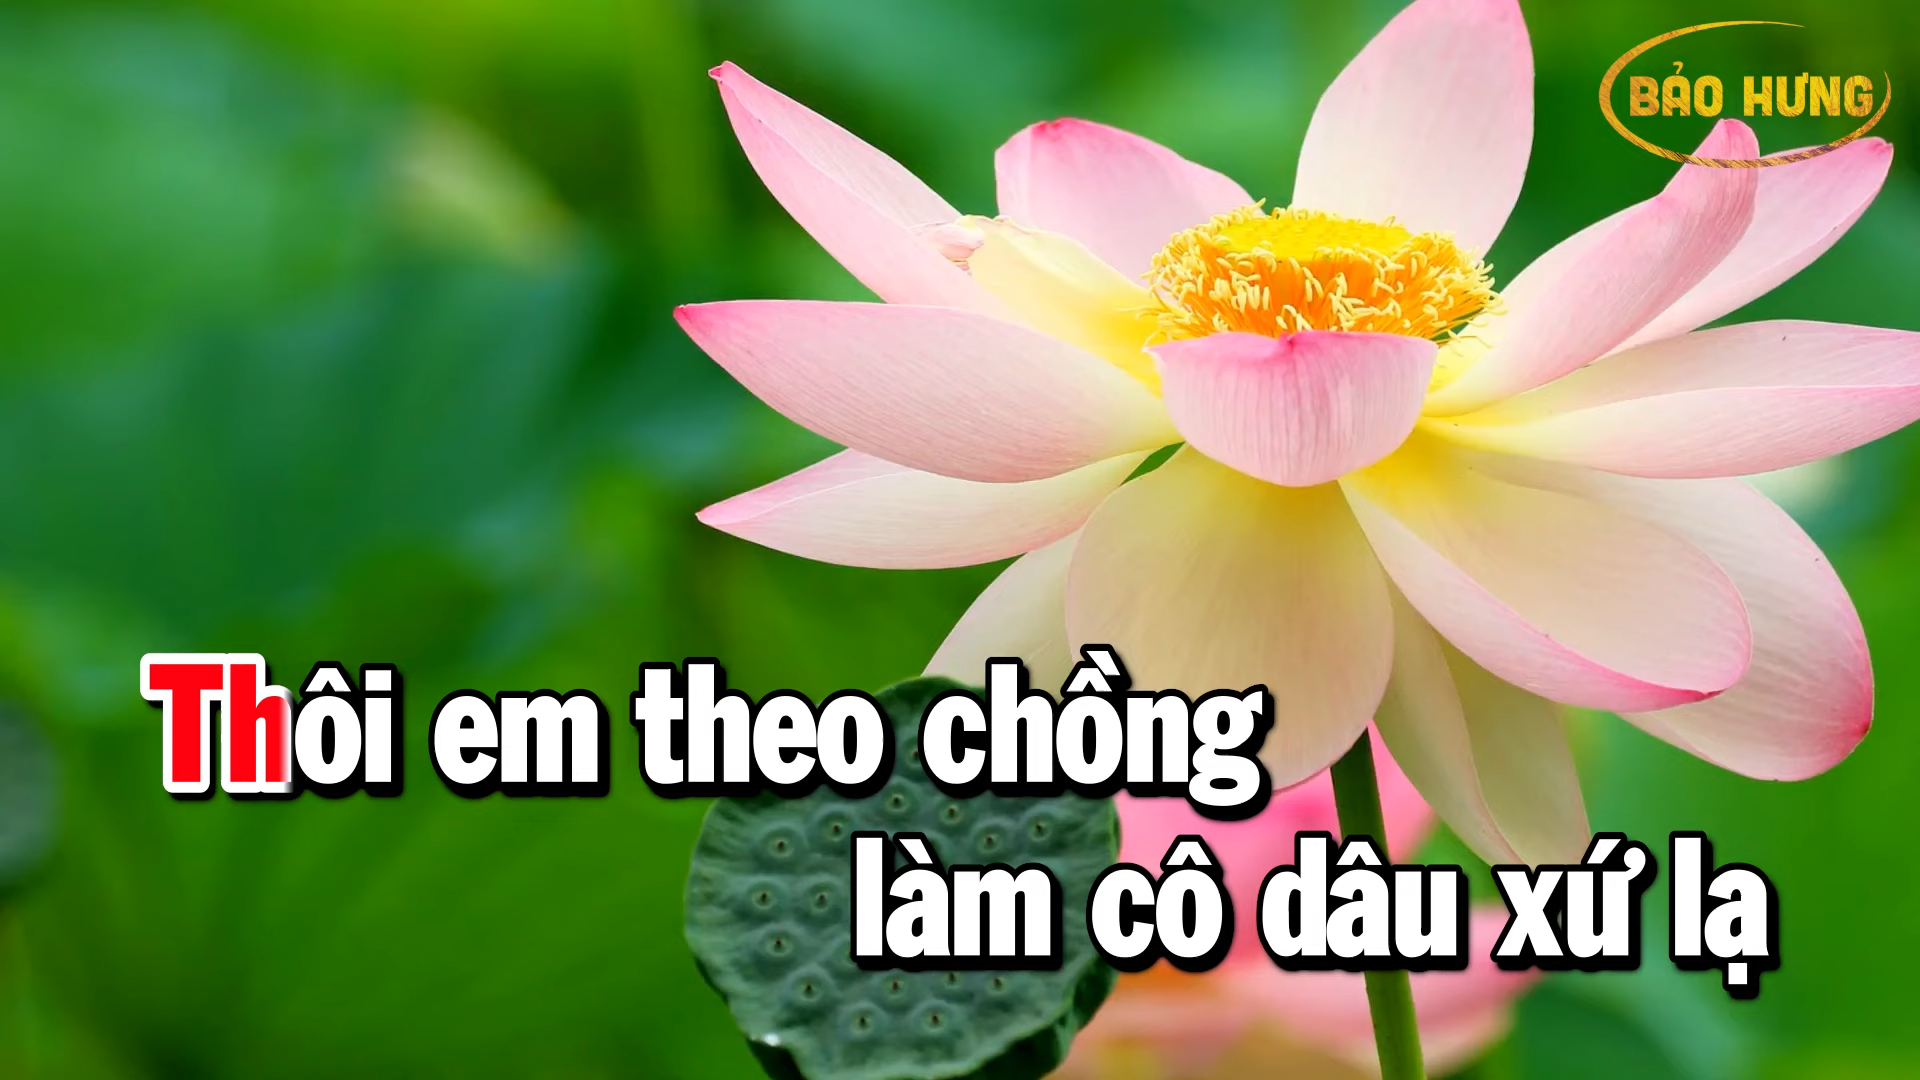 BẢO HƯNG
Thôi em theo chồng
làm cô dâu xứ lạ